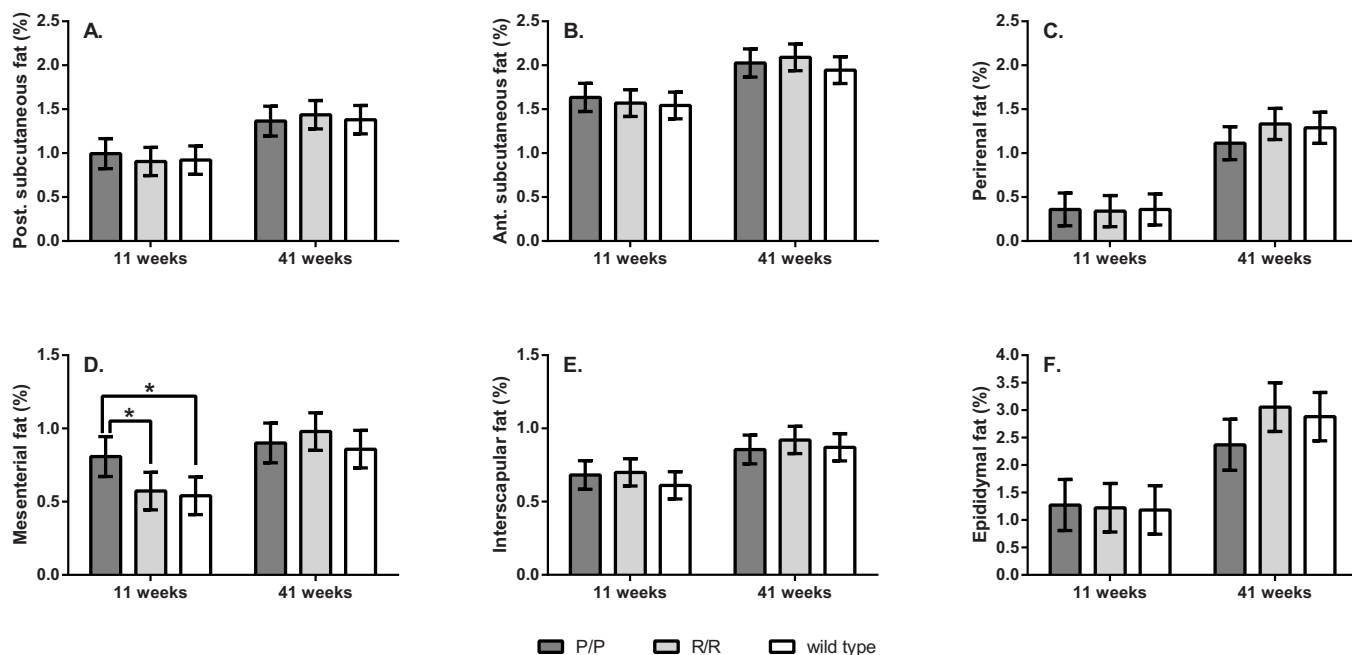 A.
Post. subcutaneous fat (%)
2.5
2.0
1.5
1.0
0.5
0.0
11 weeks
41 weeks
B.
Ant. subcutaneous fat (%)
2.5
2.0
1.5
1.0
0.5
0.0
11 weeks
41 weeks
C.
Perirenal fat (%)
2.5
2.0
1.5
1.0
0.5
0.0
11 weeks
41 weeks
D.
Mesenterial fat (%)
1.5
1.0
0.5
0.0
*
*
11 weeks
41 weeks
E.
Interscapular fat (%)
1.5
1.0
0.5
0.0
11 weeks
41 weeks
F.
Epididymal fat (%)
4.0
3.5
3.0
2.5
2.0
1.5
1.0
0.5
0.0
11 weeks
41 weeks
P/P
R/R
wild type